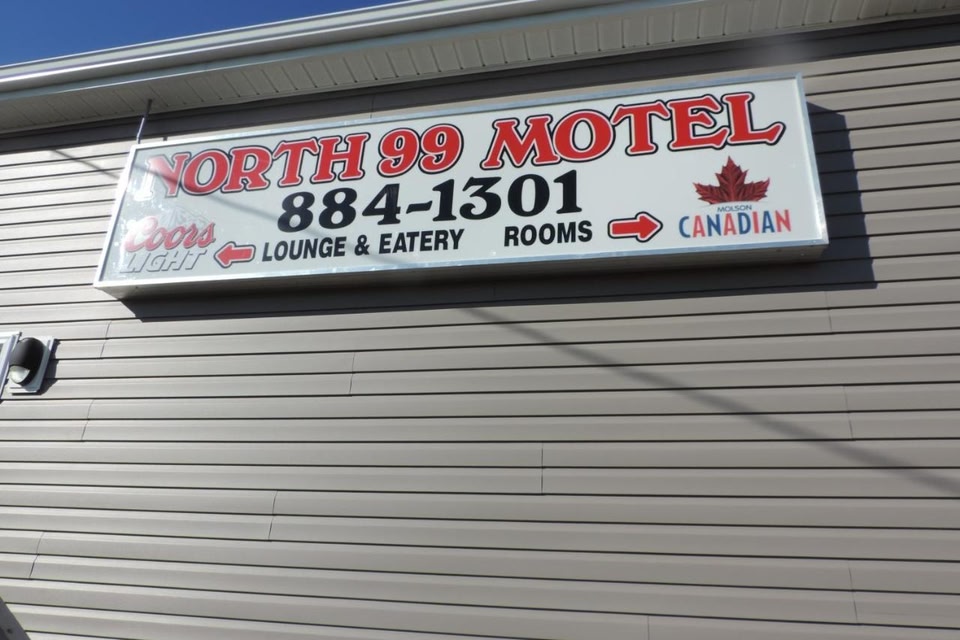 NORTH 99 MOTEL
884-1301
Coors
LIGHT
LOUNGE & EATERY
ROOMS
MOLSON
CANADIAN